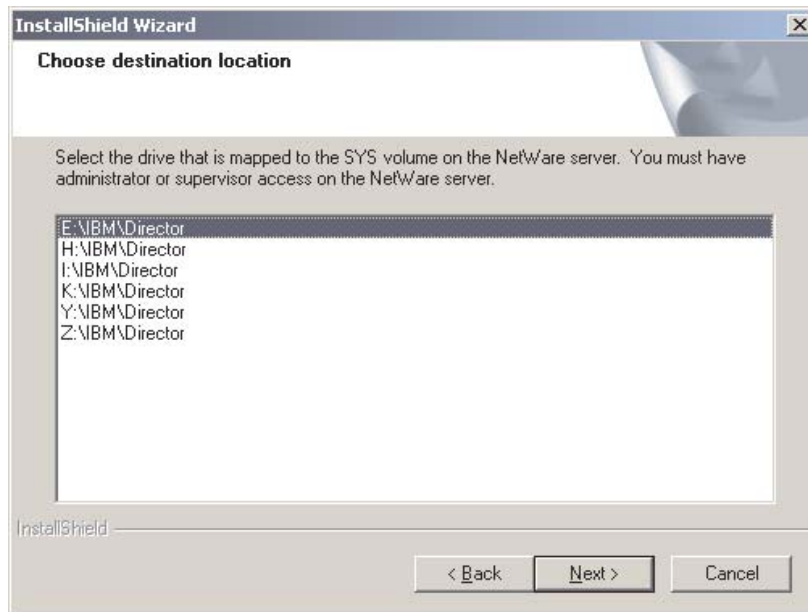 InstallShield Wizard
Choose destination location
Select the drive that is mapped to the SYS volume on the NetWare server.  You must have
administrator or supervisor access on the NetWare server.
E:\IBM\Director
H:\IBM\Director
I:\IBM\Director
K:\IBM\Director
Y:\IBM\Director
Z:\IBM\Director
InstallShield
< Back
Next >
Cancel